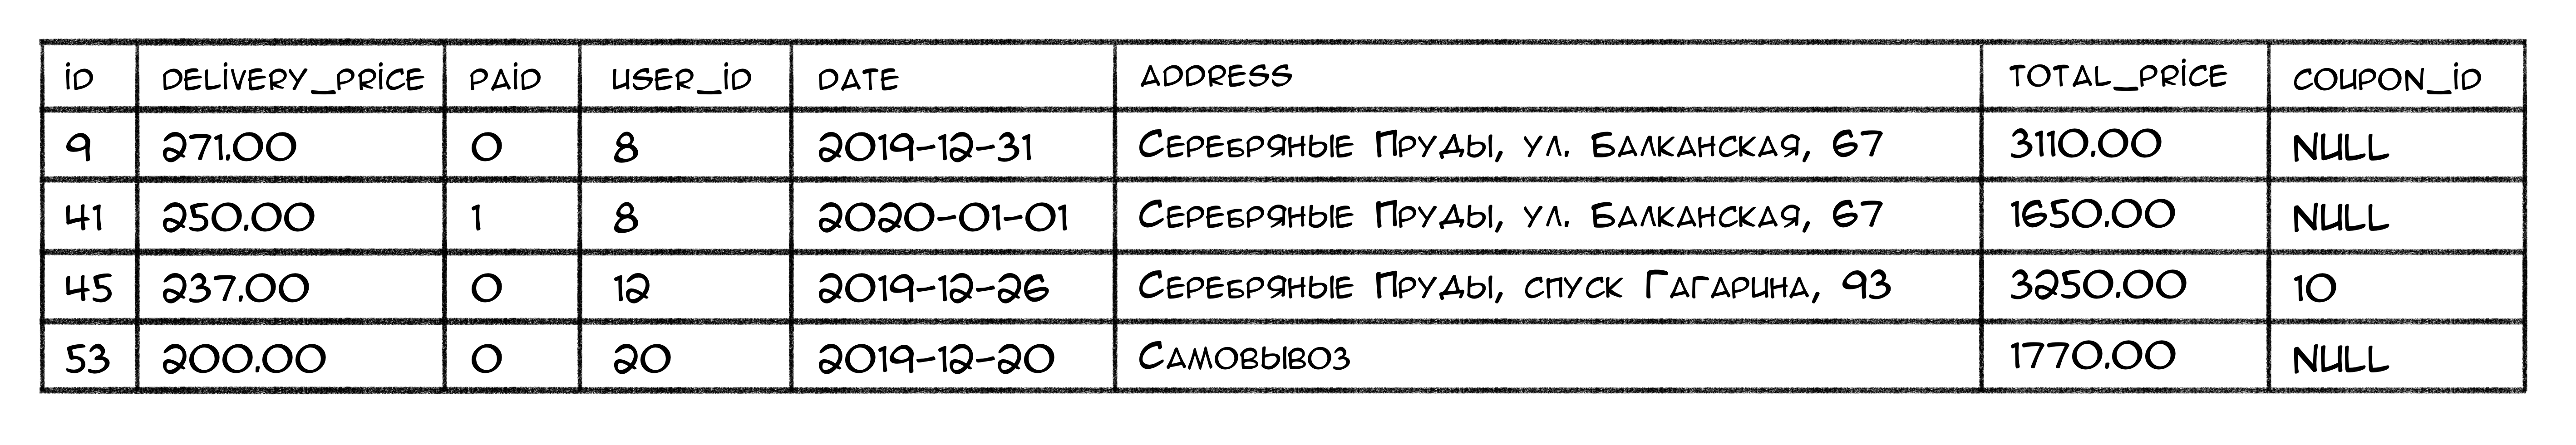 id delivery_price paid user_id date address total_price coupon_id
9 271.00 0 8 2019-12-31 Серебряные Пруды, ул. Балканская, 67 3110.00 NULL
41 250.00 1 8 2020-01-01 Серебряные Пруды, ул. Балканская, 67 1650.00 NULL
45 237.00 0 12 2019-12-26 Серебряные Пруды, спуск Гагарина, 93 3250.00 10
53 200.00 0 20 2019-12-20 Самовывоз 1770.00 NULL